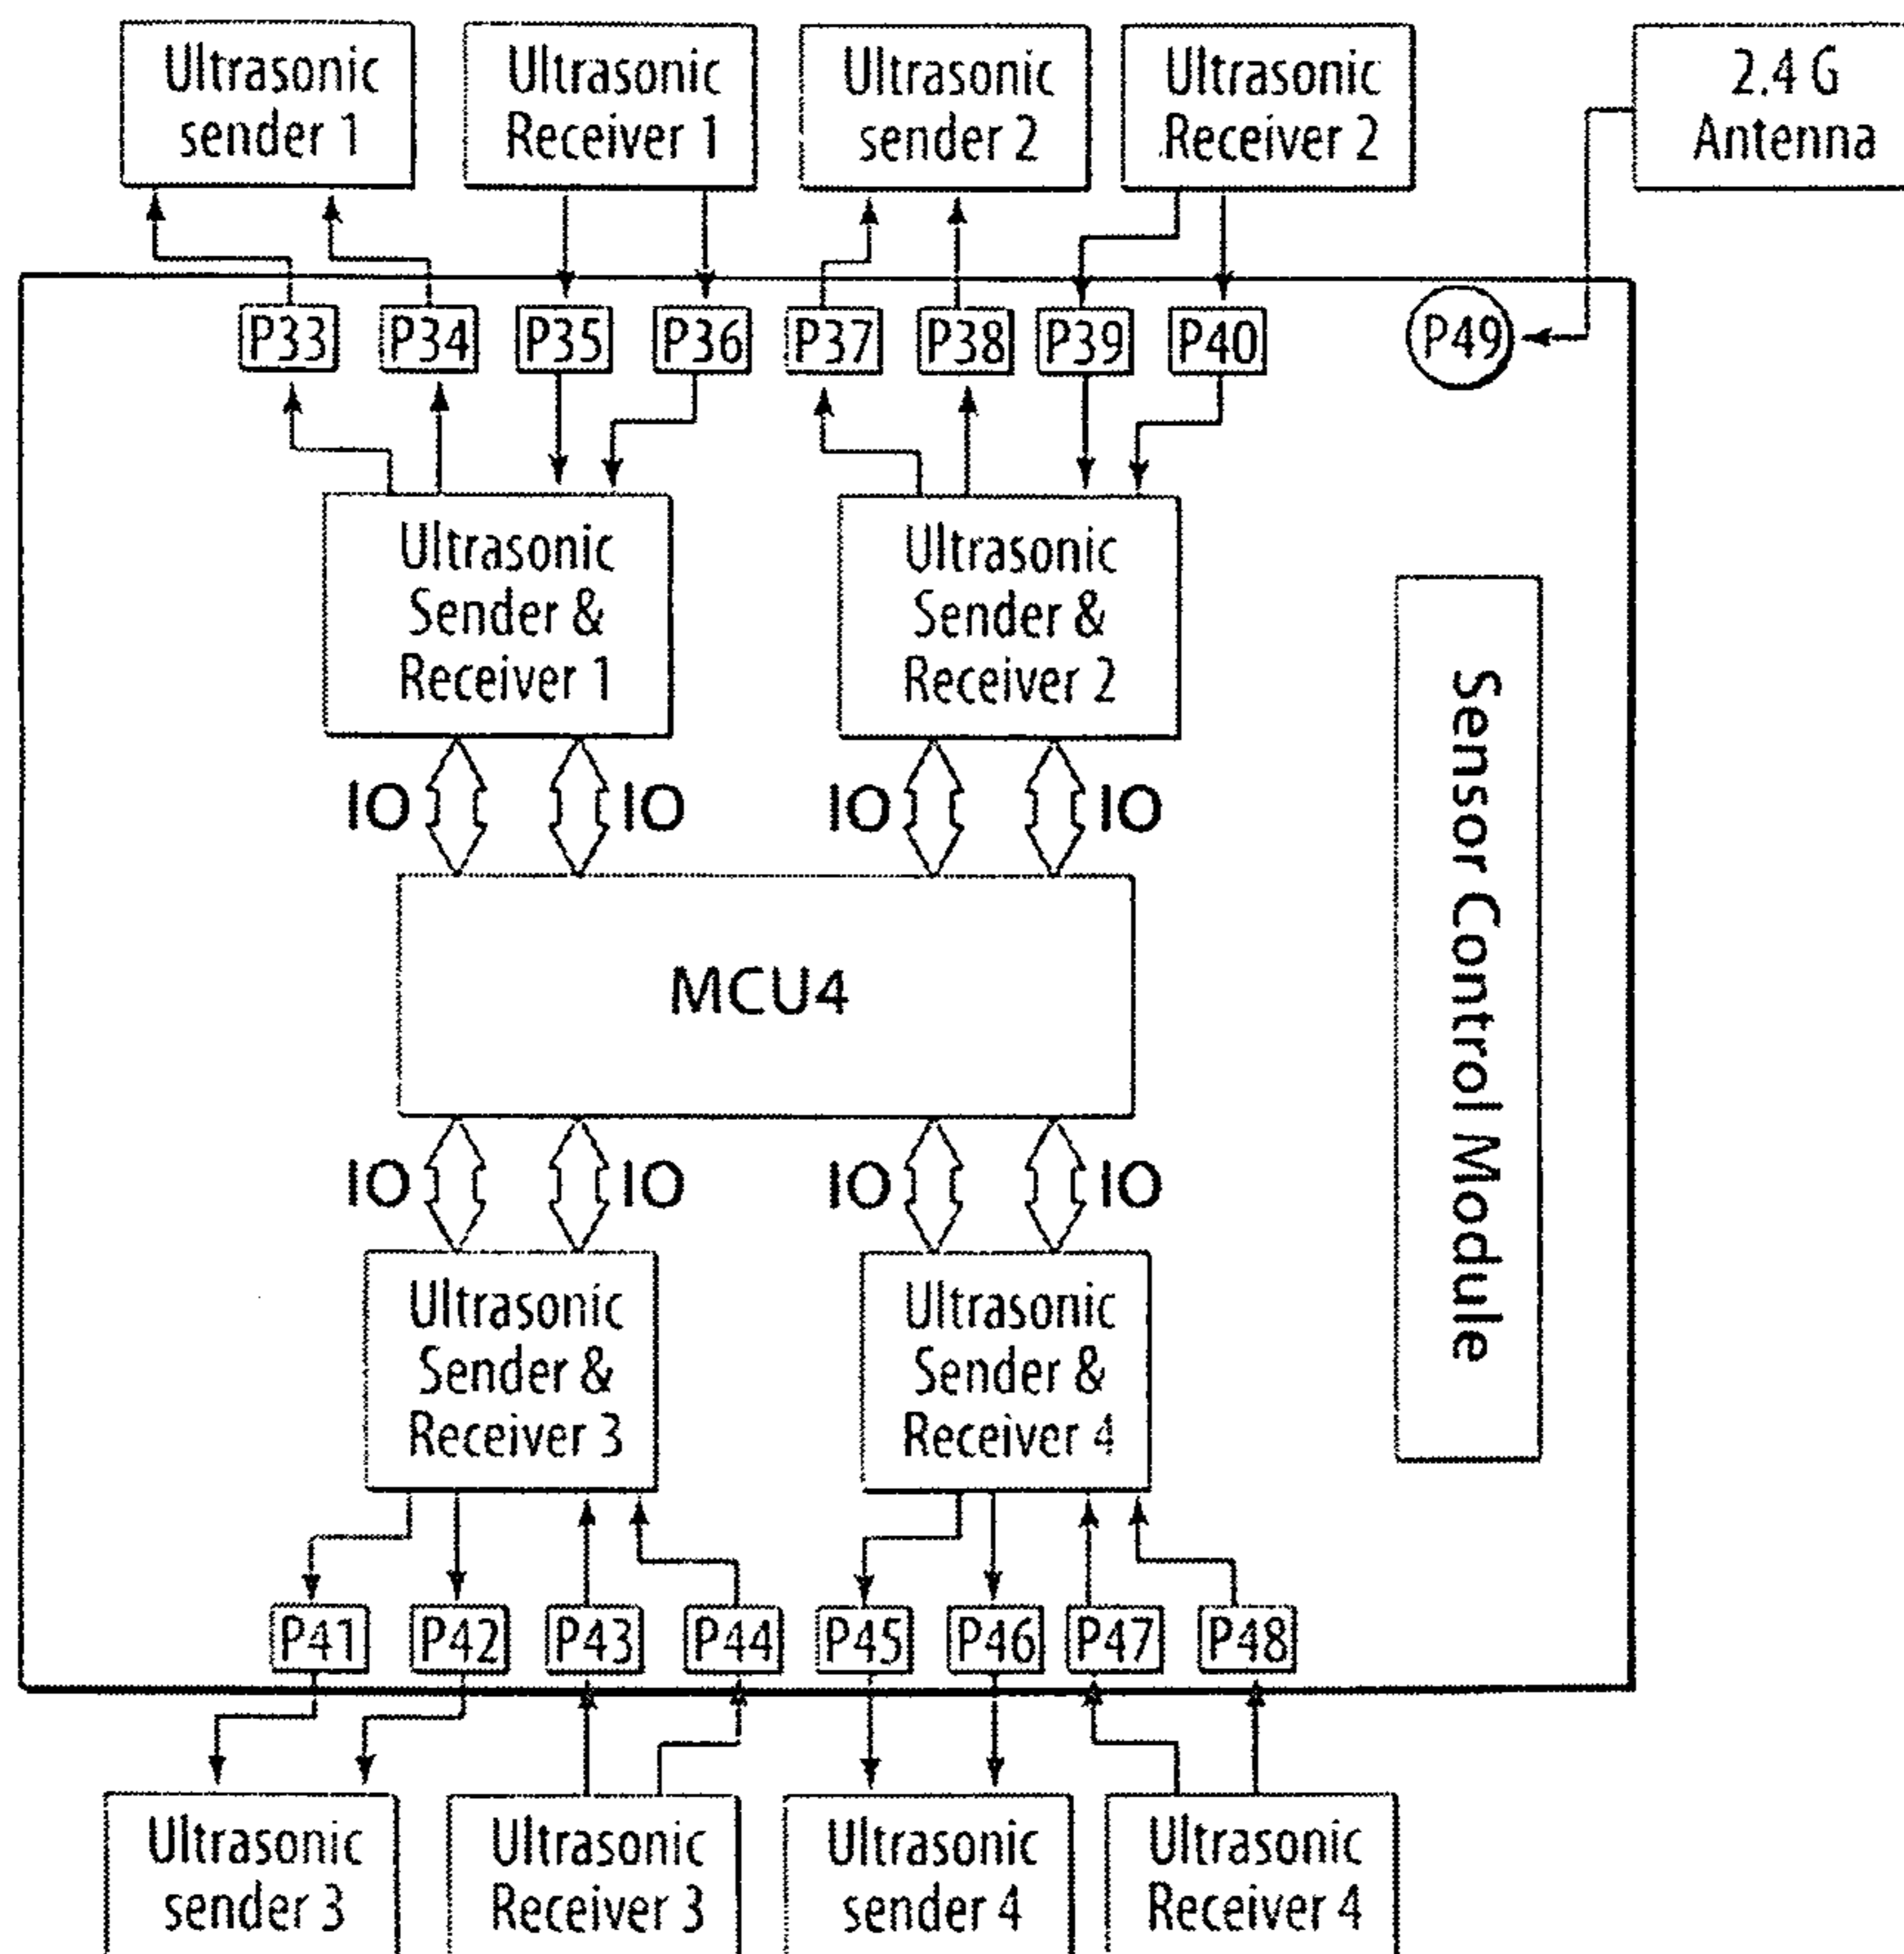 Ultrasonic
sender 1
Ultrasonic
Receiver 1
Ultrasonic
sender 2
Ultrasonic
Receiver 2
2.4 G
Antenna
P33
P34
P35
P36
P37
P38
P39
P40
P49
Ultrasonic
Sender &
Receiver 1
Ultrasonic
Sender &
Receiver 2
IO
IO
IO
IO
MCU4
Sensor Control Module
IO
IO
IO
IO
Ultrasonic
Sender &
Receiver 3
Ultrasonic
Sender &
Receiver 4
P41
P42
P43
P44
P45
P46
P47
P48
Ultrasonic
sender 3
Ultrasonic
Receiver 3
Ultrasonic
sender 4
Ultrasonic
Receiver 4